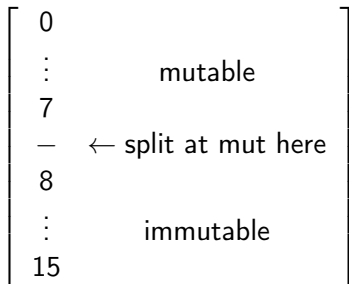 0
⋮ mutable
7
– ← split at mut here
8
⋮ immutable
15